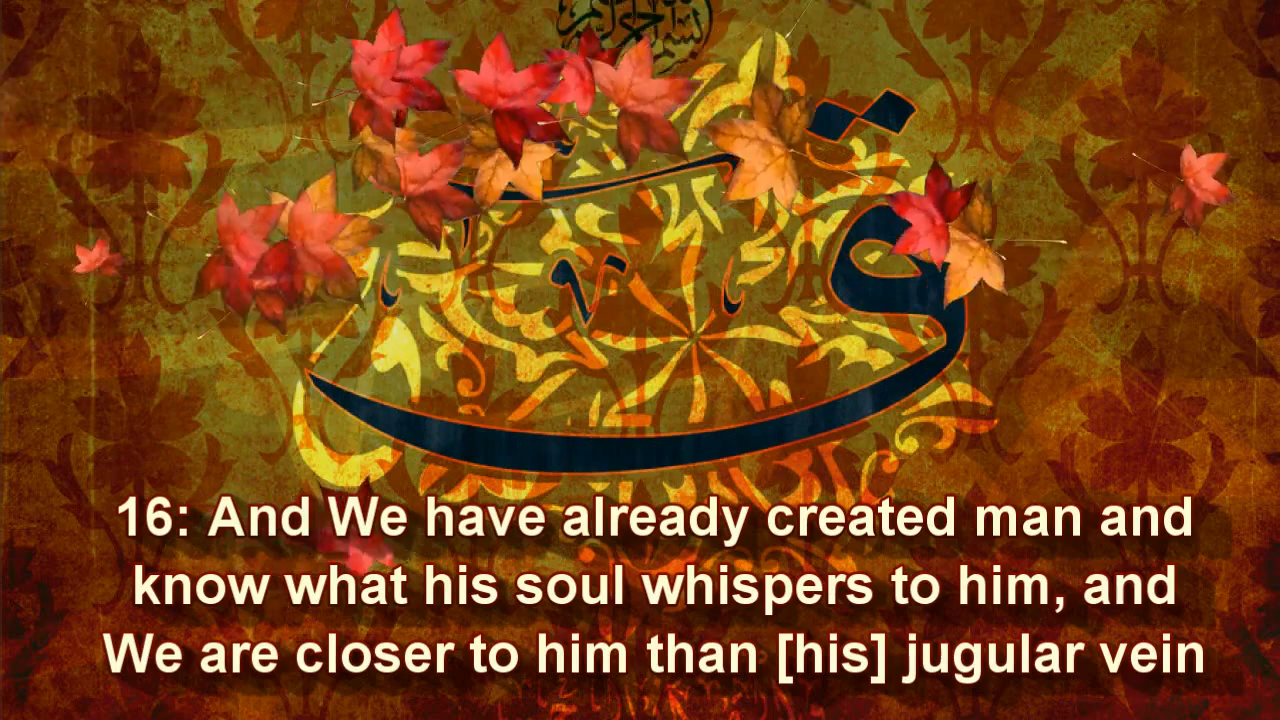 ق
16: And We have already created man and
know what his soul whispers to him, and
We are closer to him than [his] jugular vein